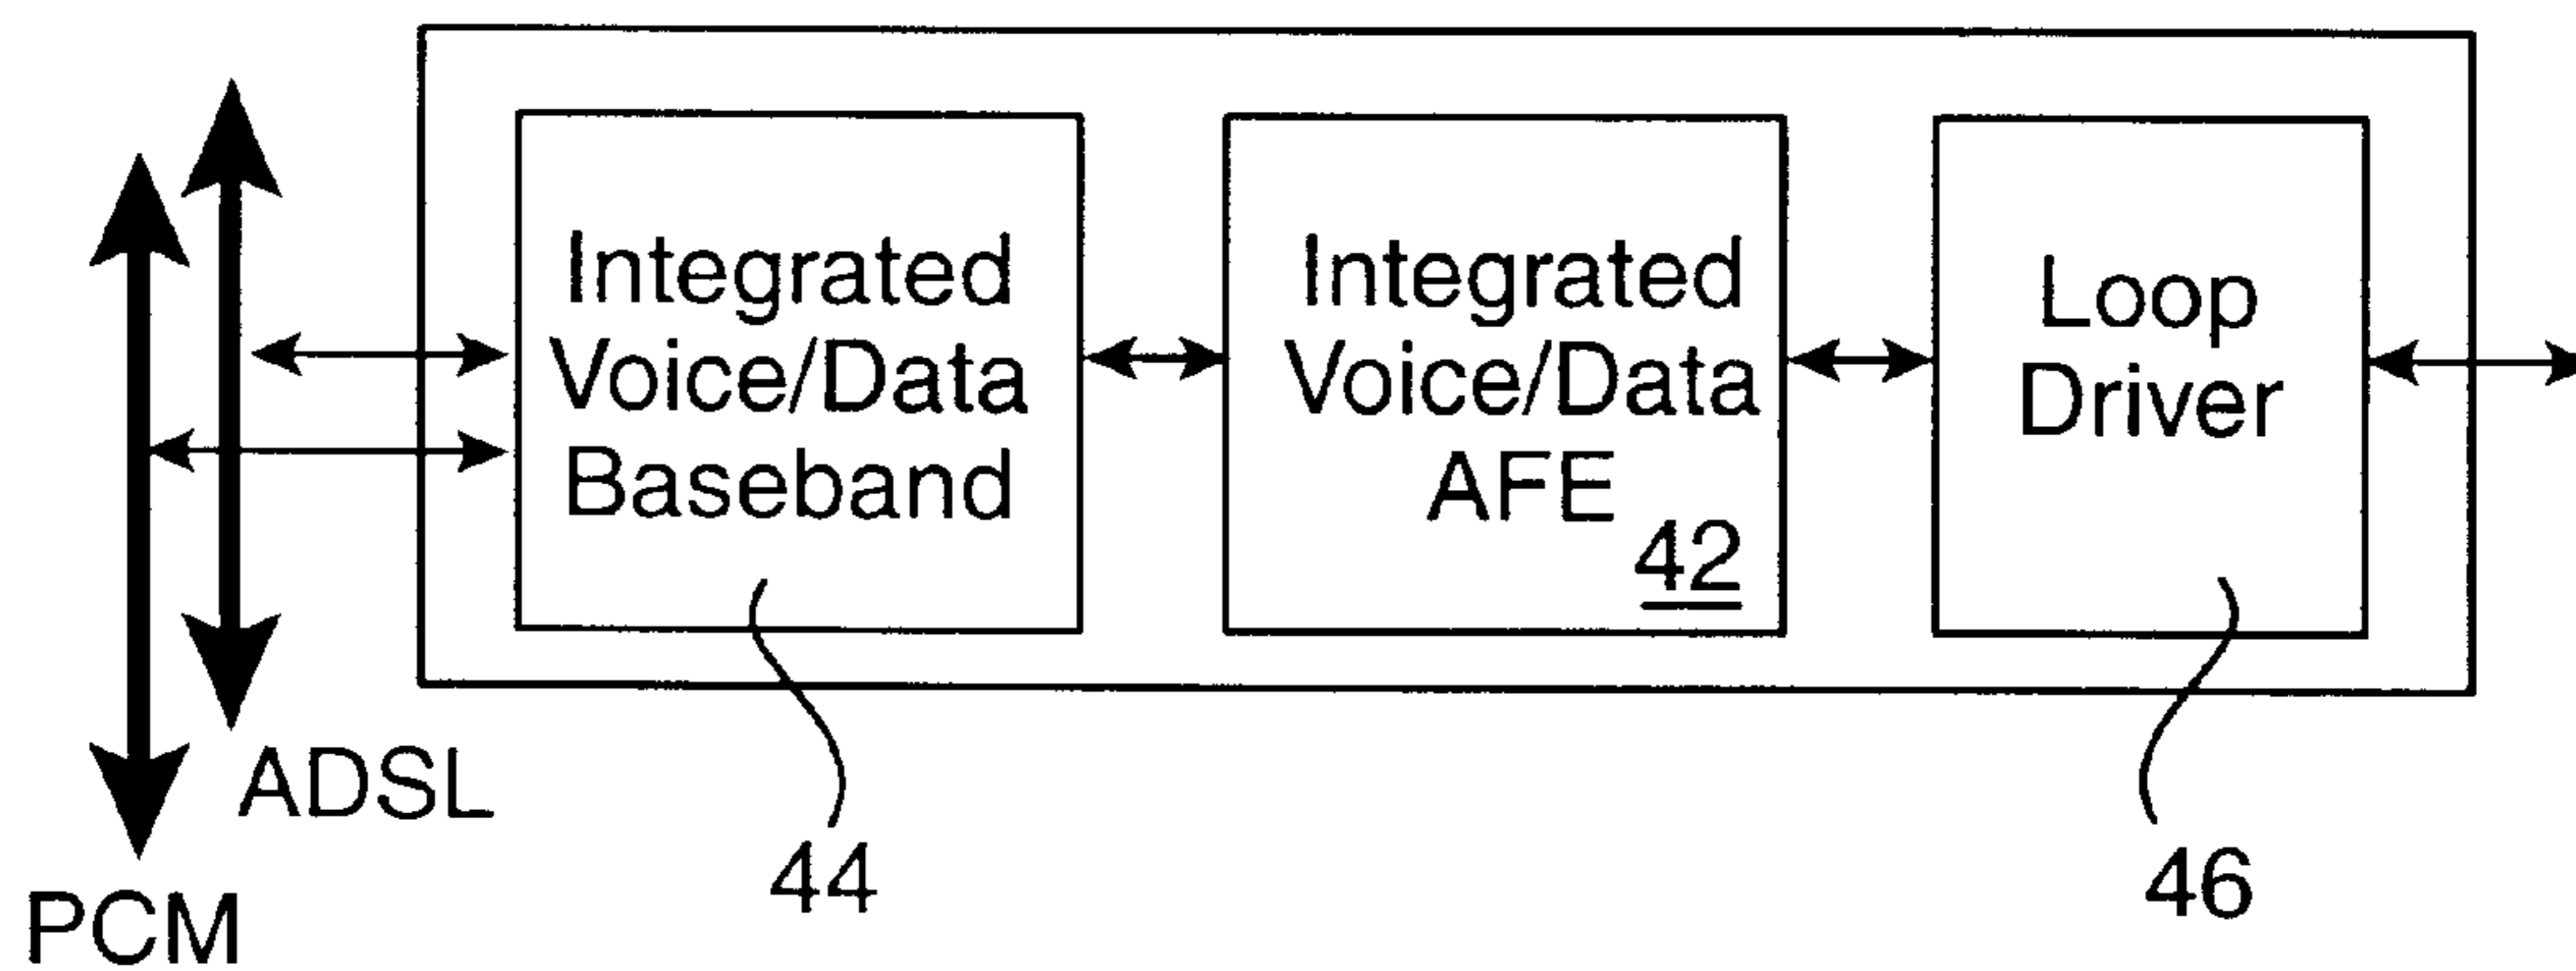 Integrated
Voice/Data
Baseband
Integrated
Voice/Data
AFE
42
Loop
Driver
ADSL
PCM
44
46